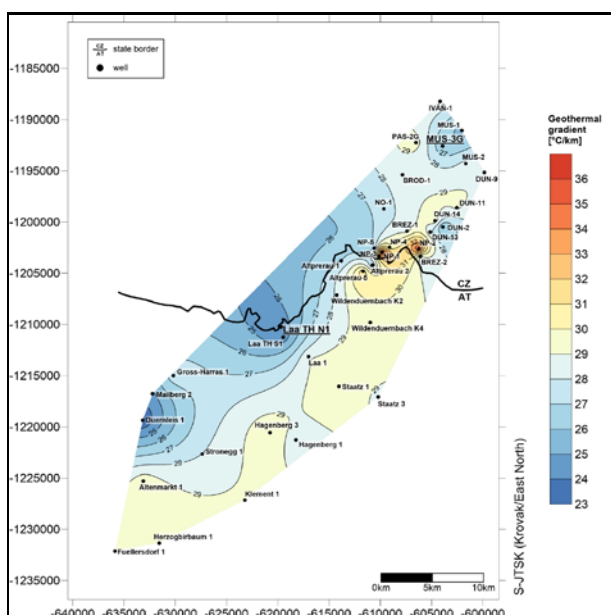 CZ
AT
state border
well
-1185000
-1190000
-1195000
-1200000
-1205000
-1210000
-1215000
-1220000
-1225000
-1230000
-1235000
IVAN-1
MUS-1
PAS-2G
MUS-3G
29
27
MUS-2
DUN-9
BROD-1
NO-1
DUN-11
DUN-14
BREZ-1
DUN-2
DUN-13
NP-5
NP-4
BREZ-2
Altprerau 1
Altprerau 2
Altprerau 5
CZ
AT
Wildenduernbach K2
Laa TH N1
Wildenduernbach K4
Laa TH S1
Laa 1
Gross-Harras 1
Mailberg 2
Staatz 1
Staatz 3
Duernleis 1
Hagenberg 3
Hagenberg 1
Stronegg 1
Altenmarkt 1
Klement 1
Herzogbirbaum 1
Fuellersdorf 1
Geothermal
gradient
[°C/km]
36
35
34
33
32
31
30
29
28
27
26
25
24
23
S-JTSK (Krovak/East North)
0km
5km
10km
-640000
-635000
-630000
-625000
-620000
-615000
-610000
-605000
-600000